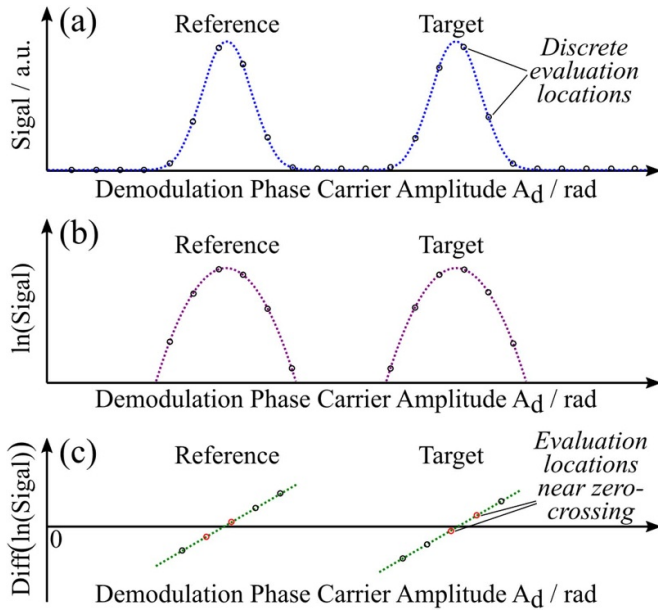 (a)
Reference
Target
Discrete
evaluation
locations
Sigal / a.u.
Demodulation Phase Carrier Amplitude Ad / rad
(b)
Reference
Target
ln(Sigal)
Demodulation Phase Carrier Amplitude Ad / rad
(c)
Reference
Target
Evaluation
locations
near zero-
crossing
0
Diff(ln(Sigal))
Demodulation Phase Carrier Amplitude Ad / rad